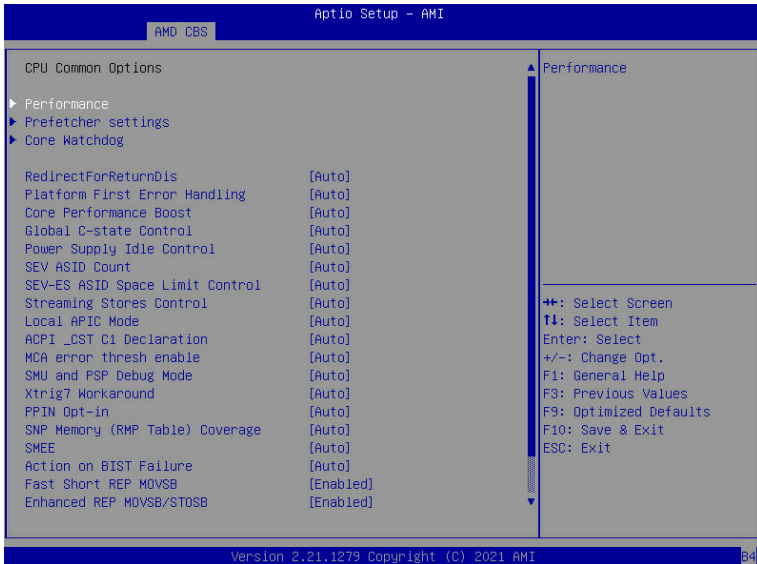 Aptio Setup – AMI
AMD CBS
CPU Common Options
Performance
Prefetcher settings
Core Watchdog
RedirectForReturnDis [Auto]
Platform First Error Handling [Auto]
Core Performance Boost [Auto]
Global C-state Control [Auto]
Power Supply Idle Control [Auto]
SEV ASID Count [Auto]
SEV-ES ASID Space Limit Control [Auto]
Streaming Stores Control [Auto]
Local APIC Mode [Auto]
ACPI _CST C1 Declaration [Auto]
MCA error thresh enable [Auto]
SMU and PSP Debug Mode [Auto]
Xtrig7 Workaround [Auto]
PPIN Opt-in [Auto]
SNP Memory (RMP Table) Coverage [Auto]
SMEE [Auto]
Action on BIST Failure [Auto]
Fast Short REP MOVSB [Enabled]
Enhanced REP MOVSB/STOSB [Enabled]
Performance
→←: Select Screen
↑↓: Select Item
Enter: Select
+/-: Change Opt.
F1: General Help
F3: Previous Values
F9: Optimized Defaults
F10: Save & Exit
ESC: Exit
Version 2.21.1279 Copyright (C) 2021 AMI
B4